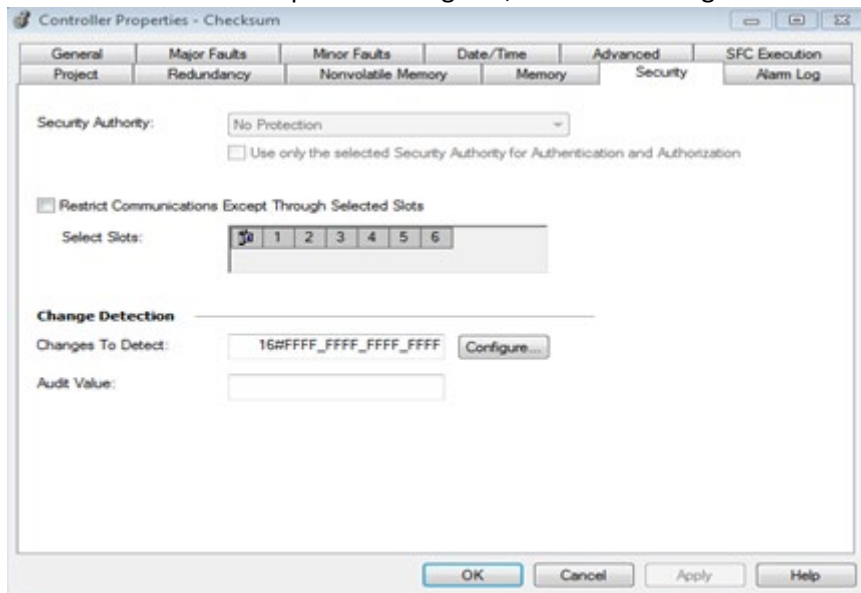 Controller Properties - Checksum
General Major Faults Minor Faults Date/Time Advanced SFC Execution
Project Redundancy Nonvolatile Memory Memory Security Alarm Log
Security Authority: No Protection
Use only the selected Security Authority for Authentication and Authorization
Restrict Communications Except Through Selected Slots
Select Slots: 1 2 3 4 5 6
Change Detection
Changes To Detect: 16#FFFF_FFFF_FFFF_FFFF Configure...
Audit Value:
OK Cancel Apply Help